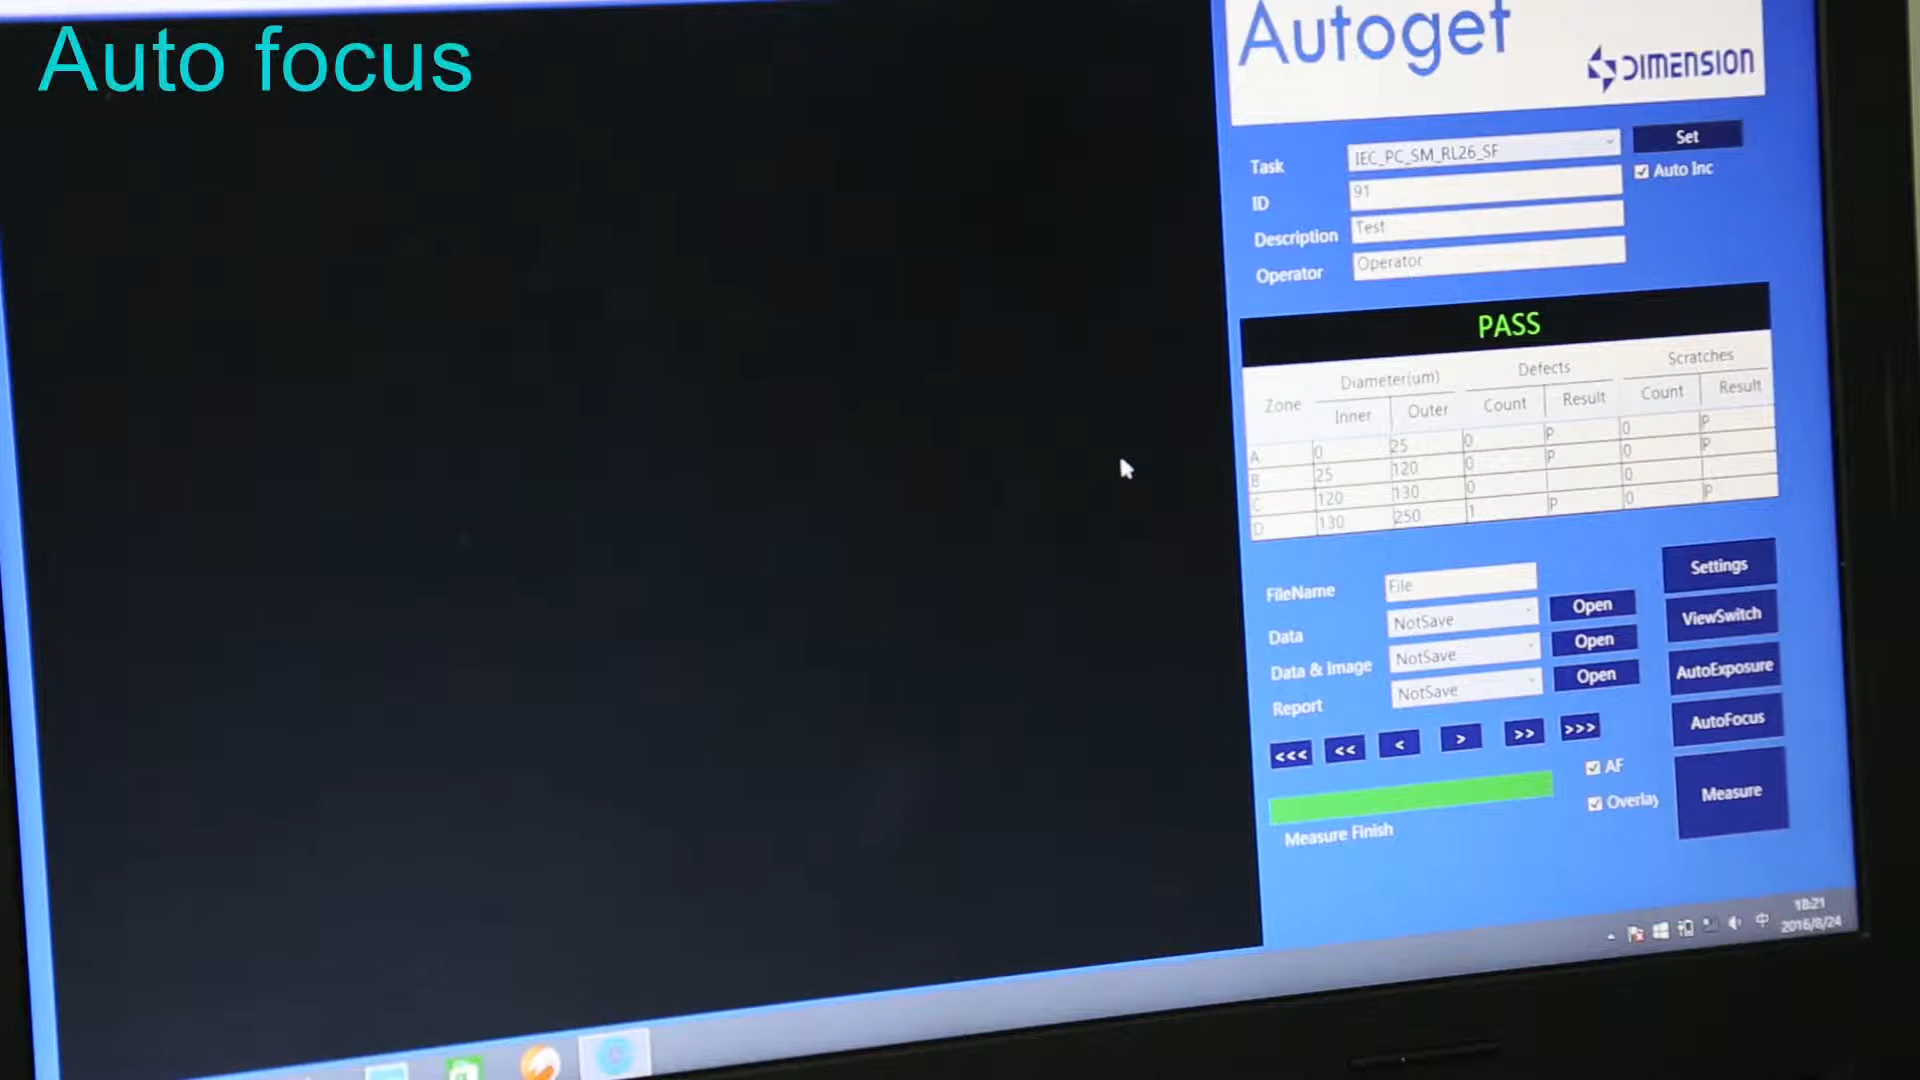 Auto focus
Autoget
DIMENSION
Task IEC_PC_SM_RL26_SF Set
ID 91 Auto Inc
Description Test
Operator Operator
PASS
Zone Diameter(um) Defects Scratches
Inner Outer Count Result Count Result
A 0 25 0 P 0 P
B 25 120 0 P 0 P
C 120 130 0 0
D 130 250 1 P 0 P
FileName File Settings
Data NotSave Open ViewSwitch
Data & Image NotSave Open AutoExposure
Report NotSave Open AutoFocus
<<< << < > >> >>>
AF
Overlay
Measure
Measure Finish
中
18:21
2016/8/24